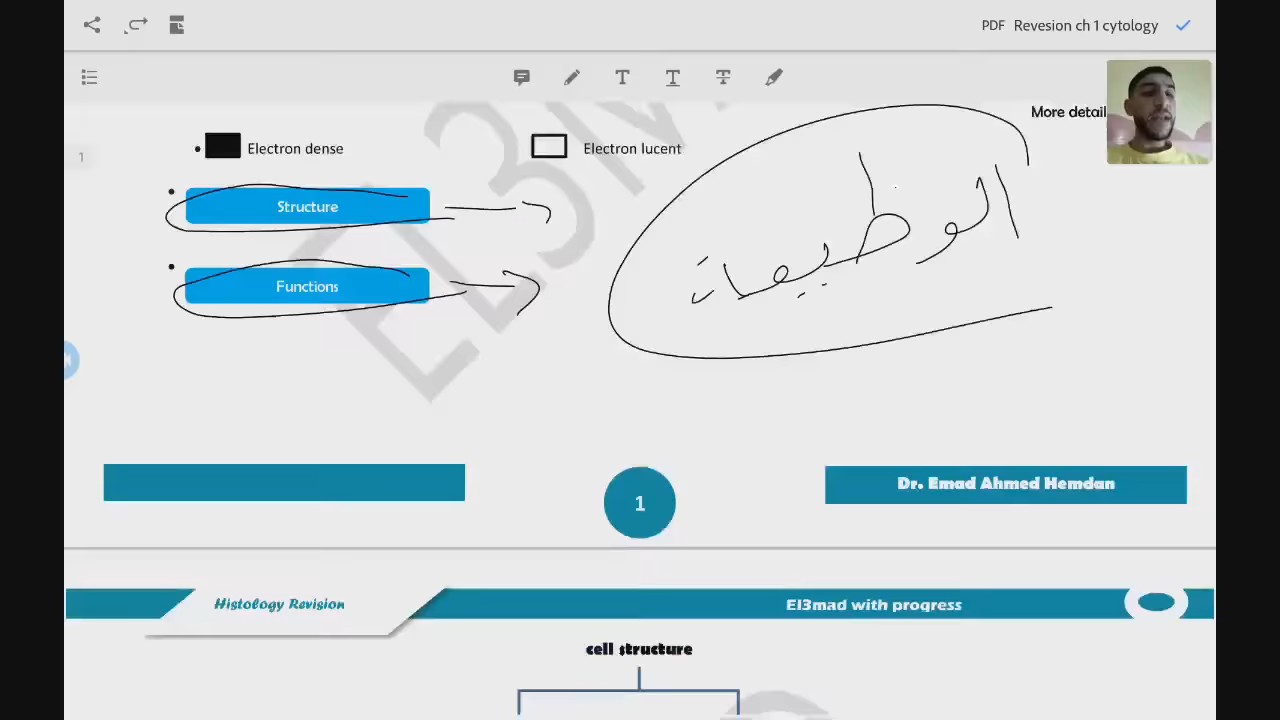 PDF Revesion ch 1 cytology
More detail
1
• Electron dense
Electron lucent
• Structure
• Functions
الوظيفة
1
Dr. Emad Ahmed Hemdan
Histology Revision
El3mad with progress
cell structure